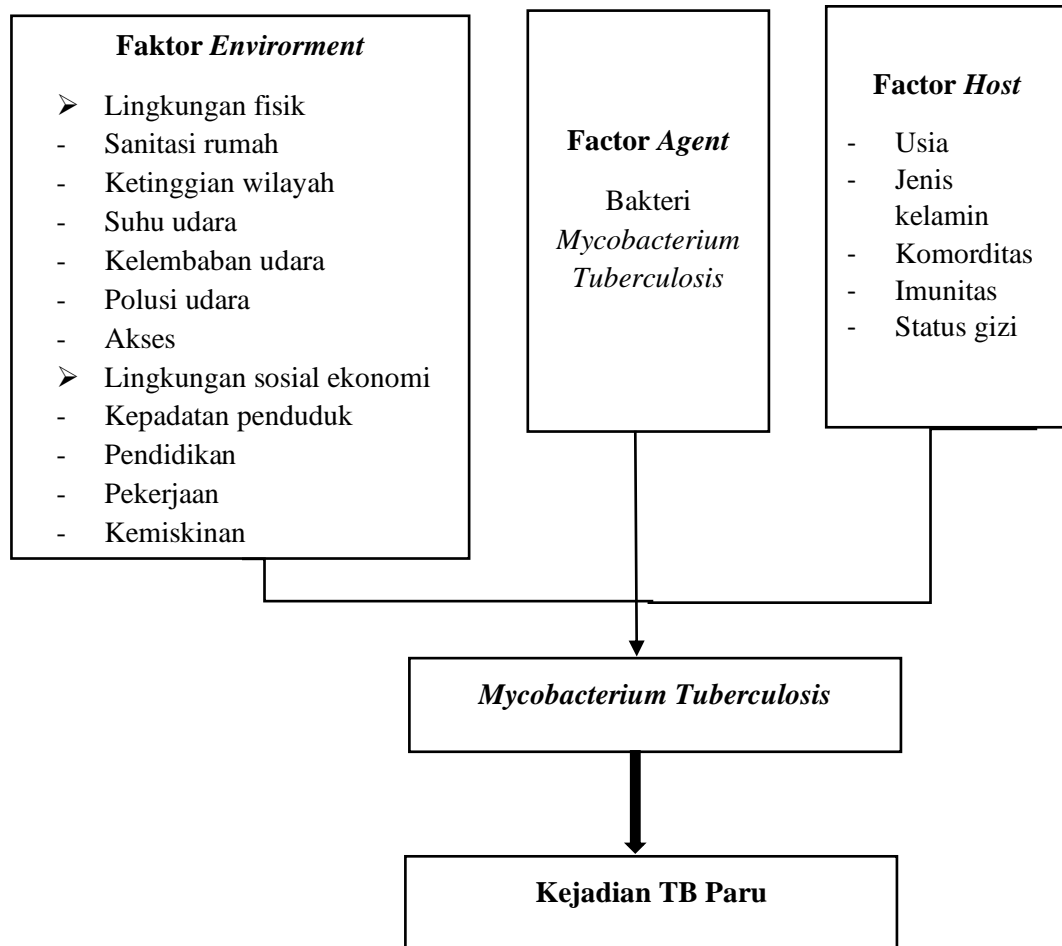 Faktor Envirorment
➢ Lingkungan fisik
- Sanitasi rumah
- Ketinggian wilayah
- Suhu udara
- Kelembaban udara
- Polusi udara
- Akses
➢ Lingkungan sosial ekonomi
- Kepadatan penduduk
- Pendidikan
- Pekerjaan
- Kemiskinan
Factor Agent
Bakteri
Mycobacterium
Tuberculosis
Factor Host
- Usia
- Jenis
kelamin
- Komorditas
- Imunitas
- Status gizi
Mycobacterium Tuberculosis
Kejadian TB Paru